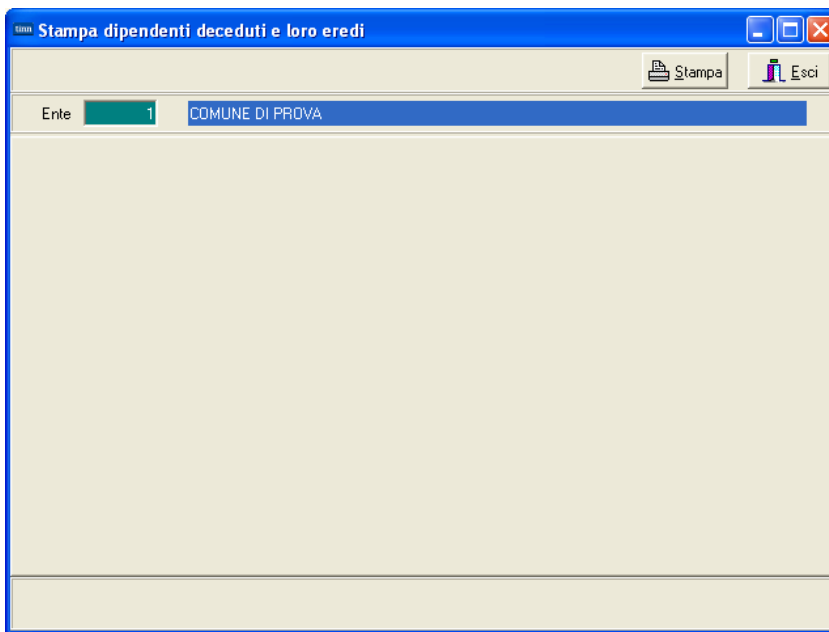 tinn Stampa dipendenti deceduti e loro eredi
Stampa Esci
Ente 1 COMUNE DI PROVA